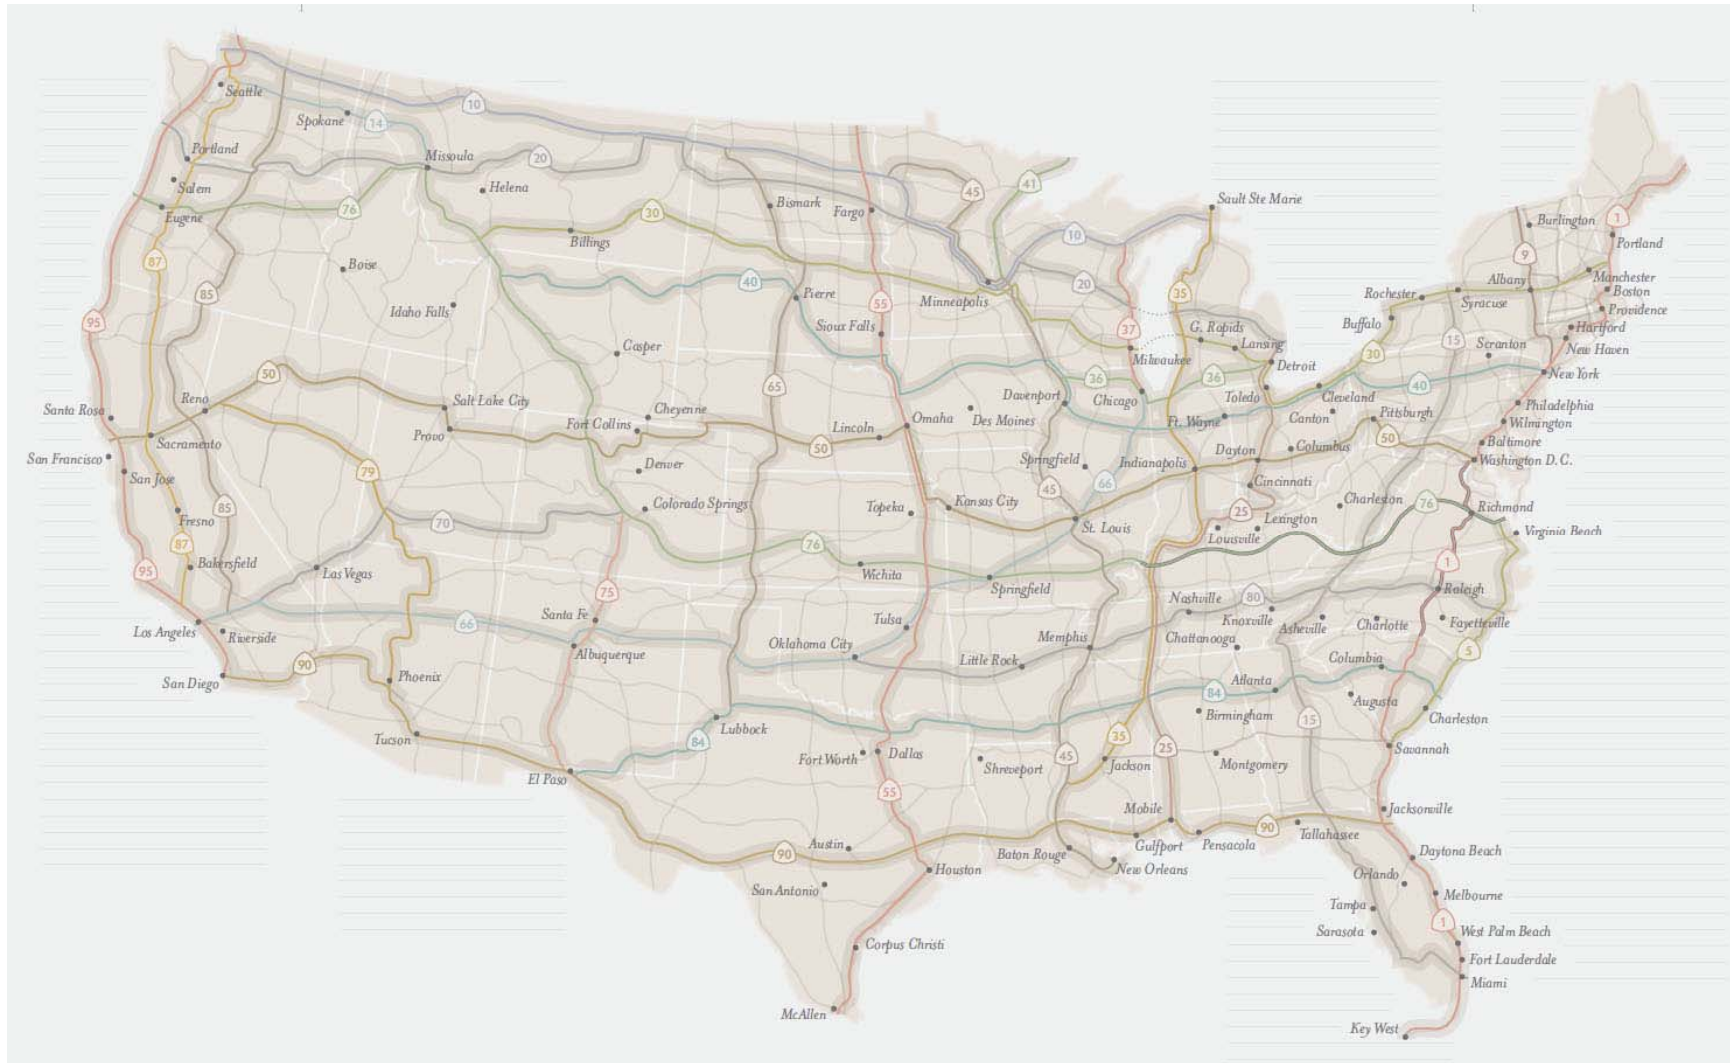 10
Seattle
Spokane
14
Portland
Missoula
20
41
45
Salem
Helena
76
30
Bismark
Fargo
Sault Ste Marie
1
Eugene
Burlington
Billings
10
Portland
87
9
Boise
40
20
Albany
Manchester
85
Pierre
Minneapolis
35
Rochester
Syracuse
Boston
Idaho Falls
55
Providence
95
Sioux Falls
37
G. Rapids
Buffalo
Hartford
Casper
Lansing
15
Scranton
New Haven
Milwaukee
30
50
65
36
36
Detroit
40
New York
Reno
Salt Lake City
Cheyenne
Davenport
Chicago
Toledo
Cleveland
Santa Rosa
Fort Collins
Omaha
Des Moines
Ft. Wayne
Canton
Pittsburgh
Philadelphia
Provo
Lincoln
Wilmington
Sacramento
50
50
Baltimore
San Francisco
Denver
Springfield
Indianapolis
Dayton
Columbus
Washington D.C.
San Jose
79
66
Cincinnati
45
Colorado Springs
Topeka
Kansas City
Charleston
76
Richmond
85
25
Fresno
70
St. Louis
Louisville
Lexington
Virginia Beach
87
76
95
Bakersfield
Las Vegas
Wichita
Springfield
1
75
Nashville
80
Raleigh
Santa Fe
Los Angeles
66
Tulsa
Knoxville
Asheville
Charlotte
Fayetteville
Riverside
Oklahoma City
Memphis
Chattanooga
Albuquerque
Little Rock
5
90
Columbia
San Diego
Phoenix
Atlanta
84
Augusta
Birmingham
15
Charleston
Tucson
84
Lubbock
35
25
Savannah
Fort Worth
Dallas
45
El Paso
Shreveport
Jackson
Montgomery
55
Mobile
Jacksonville
90
Tallahassee
90
Austin
Baton Rouge
Gulfport
Pensacola
Daytona Beach
San Antonio
Houston
New Orleans
Orlando
Melbourne
Tampa
1
Sarasota
West Palm Beach
Corpus Christi
Fort Lauderdale
Miami
McAllen
Key West